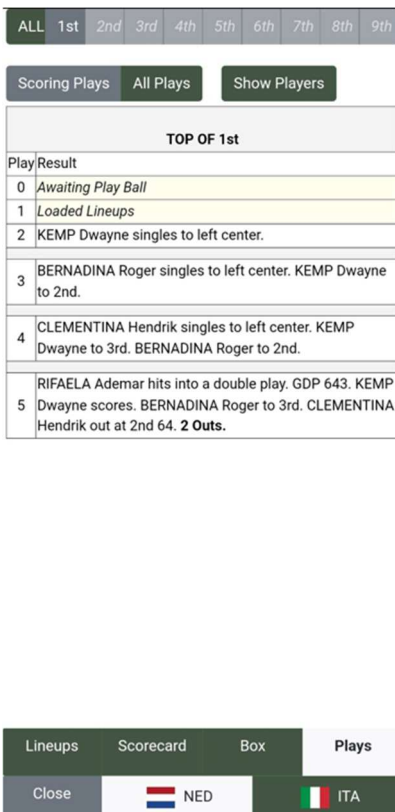 ALL 1st 2nd 3rd 4th 5th 6th 7th 8th 9th
Scoring Plays All Plays Show Players
TOP OF 1st
Play Result
0 Awaiting Play Ball
1 Loaded Lineups
2 KEMP Dwayne singles to left center.
3 BERNADINA Roger singles to left center. KEMP Dwayne
to 2nd.
4 CLEMENTINA Hendrik singles to left center. KEMP
Dwayne to 3rd. BERNADINA Roger to 2nd.
RIFAELA Ademar hits into a double play. GDP 643. KEMP
5 Dwayne scores. BERNADINA Roger to 3rd. CLEMENTINA
Hendrik out at 2nd 64. 2 Outs.
Lineups Scorecard Box Plays
Close NED ITA